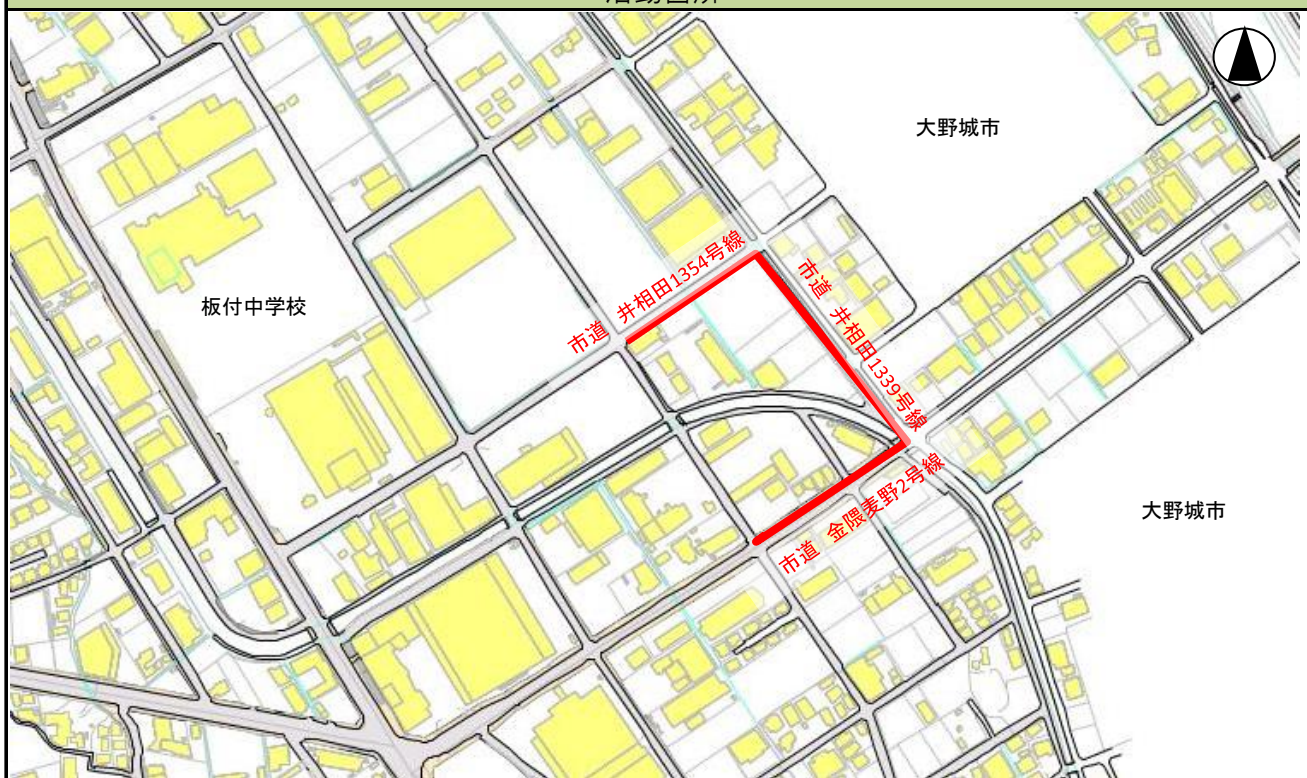 活動箇所
大野城市
市道 井相田1354号線
市道 井相田1339号線
板付中学校
市道 金隈麦野2号線
大野城市